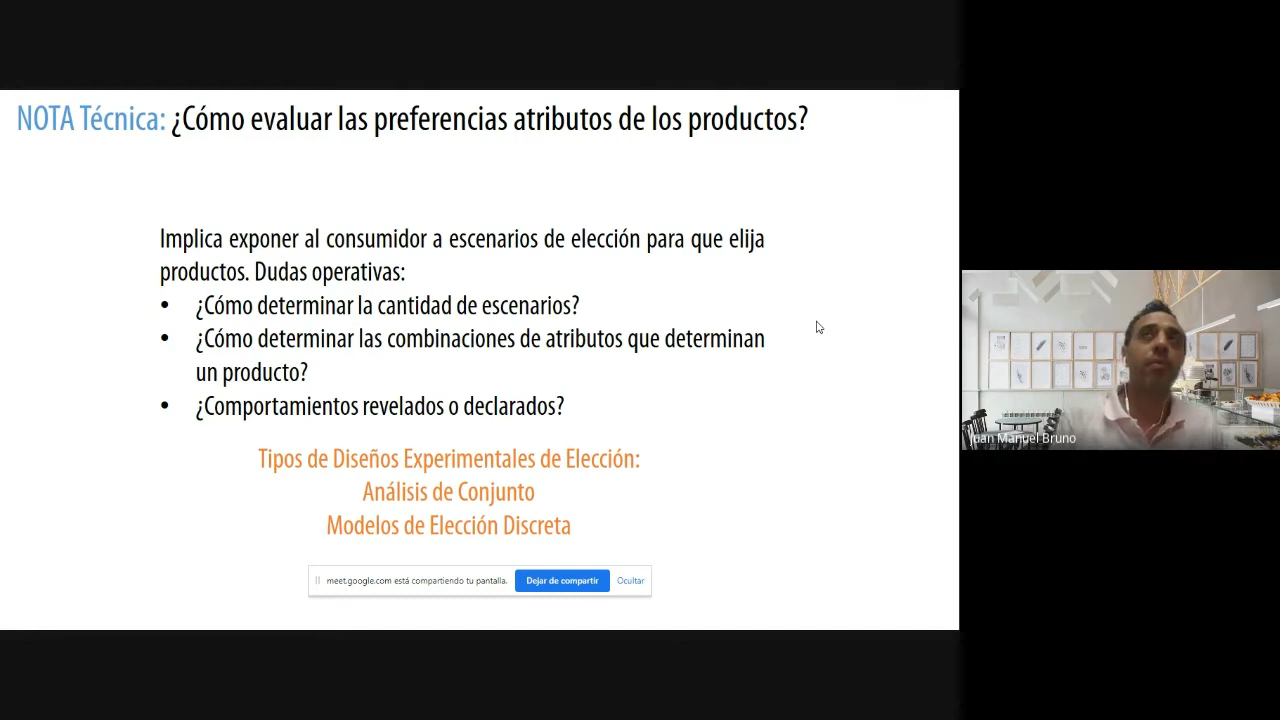 NOTA Técnica: ¿Cómo evaluar las preferencias atributos de los productos?
Implica exponer al consumidor a escenarios de elección para que elija
productos. Dudas operativas:
• ¿Cómo determinar la cantidad de escenarios?
• ¿Cómo determinar las combinaciones de atributos que determinan
un producto?
• ¿Comportamientos revelados o declarados?
Tipos de Diseños Experimentales de Elección:
Análisis de Conjunto
Modelos de Elección Discreta
meet.google.com está compartiendo tu pantalla. Dejar de compartir Ocultar
Juan Manuel Bruno